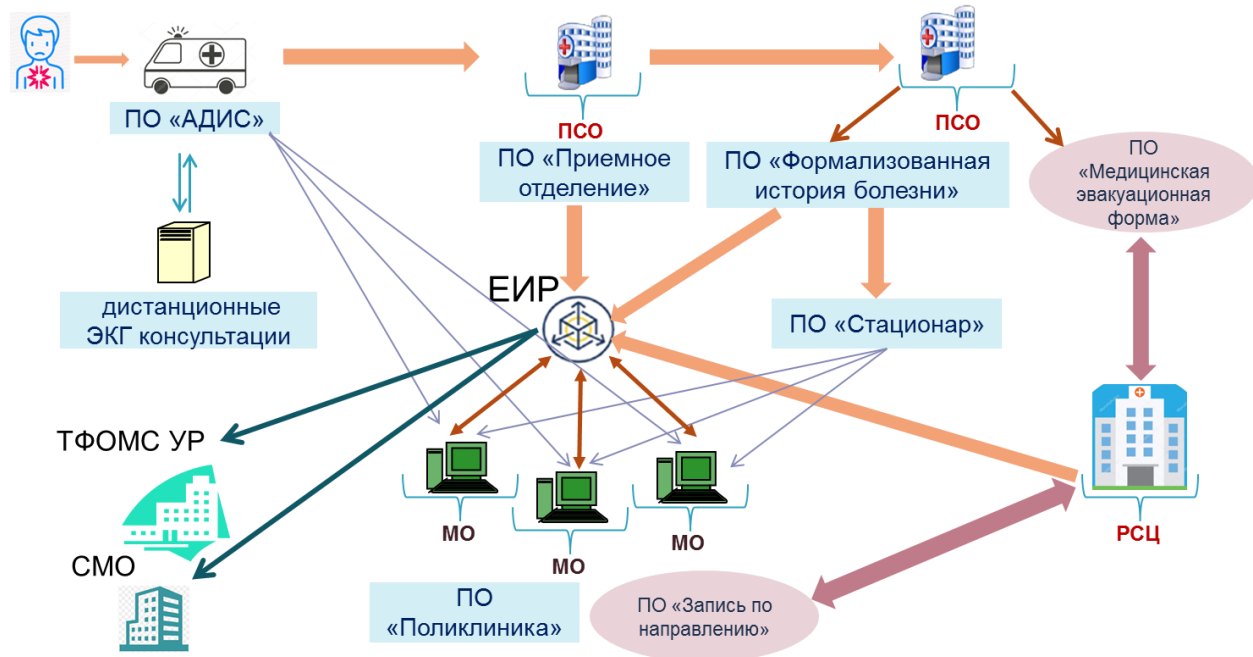 ПО «АДИС»
ПСО
ПО «Приемное
отделение»
ПСО
ПО «Формализованная
история болезни»
ПО
«Медицинская
эвакуационная
форма»
дистанционные
ЭКГ консультации
ЕИР
ПО «Стационар»
ТФОМС УР
СМО
МО
МО
МО
РСЦ
ПО
«Поликлиника»
ПО «Запись по
направлению»